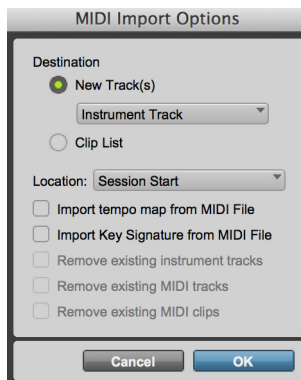 MIDI Import Options
Destination
New Track(s)
Instrument Track
Clip List
Location: Session Start
Import tempo map from MIDI File
Import Key Signature from MIDI File
Remove existing instrument tracks
Remove existing MIDI tracks
Remove existing MIDI clips
Cancel OK